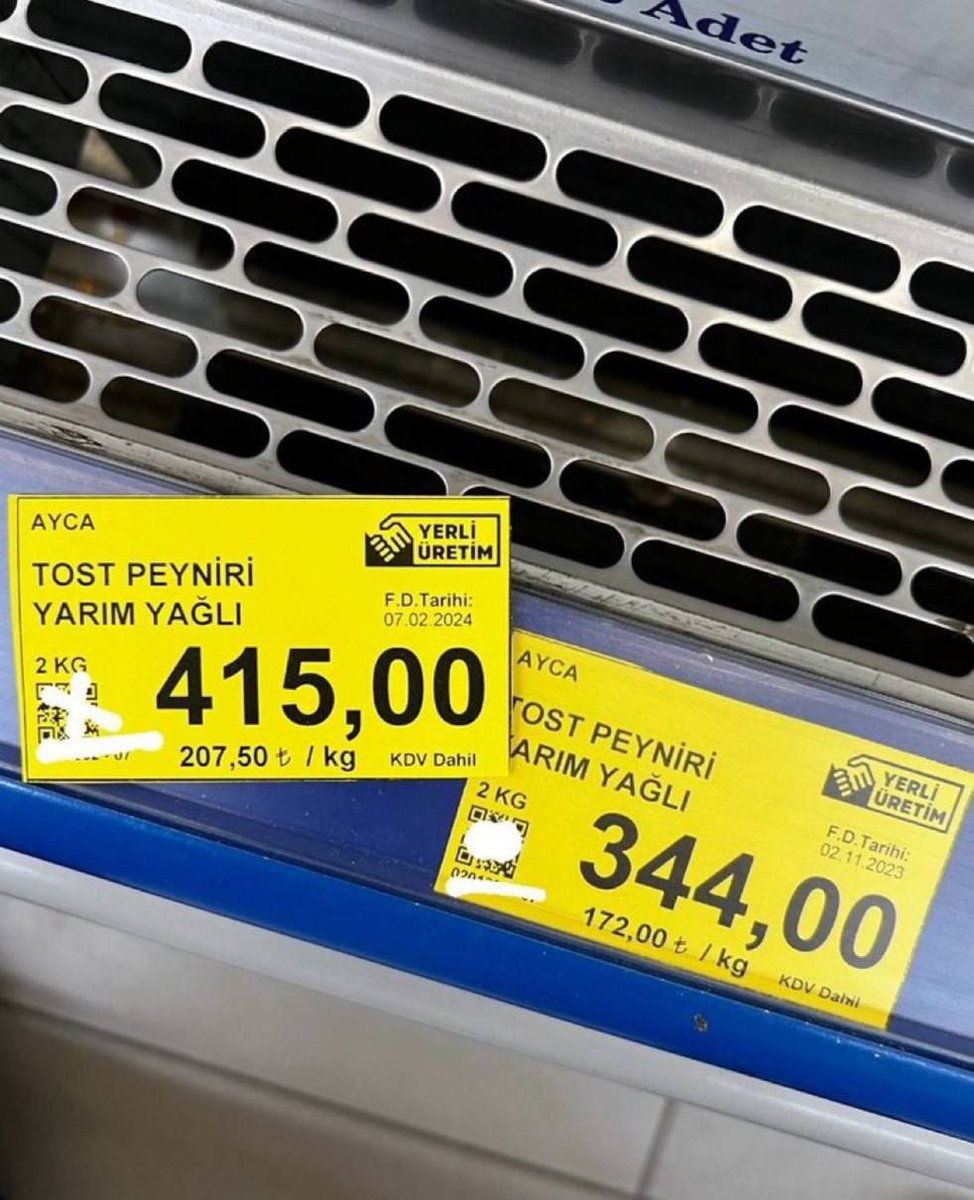 Adet
AYCA
YERLİ
ÜRETİM
TOST PEYNİRİ
YARIM YAĞLI
F.D.Tarihi:
07.02.2024
2 KG
415,00
207,50 ₺ / kg
KDV Dahil
AYCA
TOST PEYNİRİ
ARIM YAĞLI
YERLİ
ÜRETİM
F.D.Tarihi:
02.11.2023
2 KG
344,00
172,00 ₺ / kg
KDV Dahil